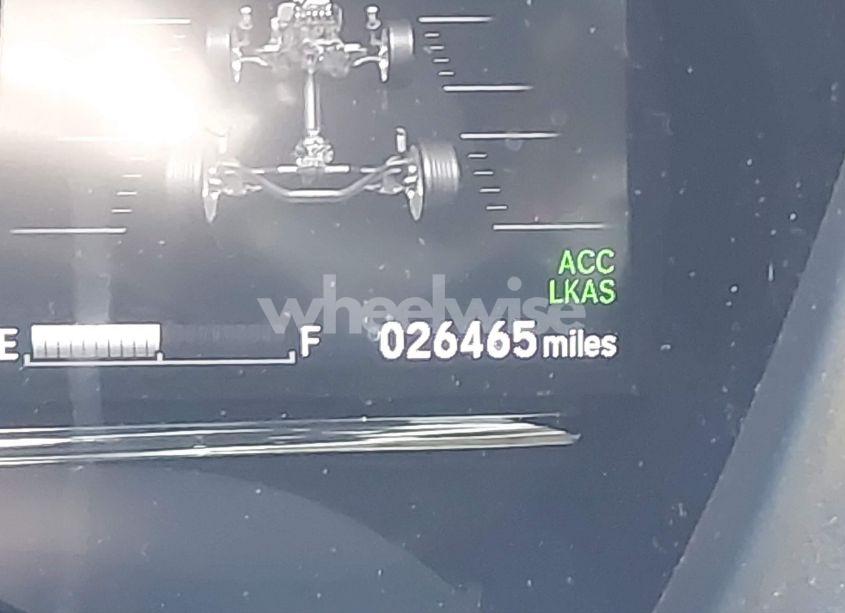 ACC
LKAS
wheelwise
E F 026465 miles